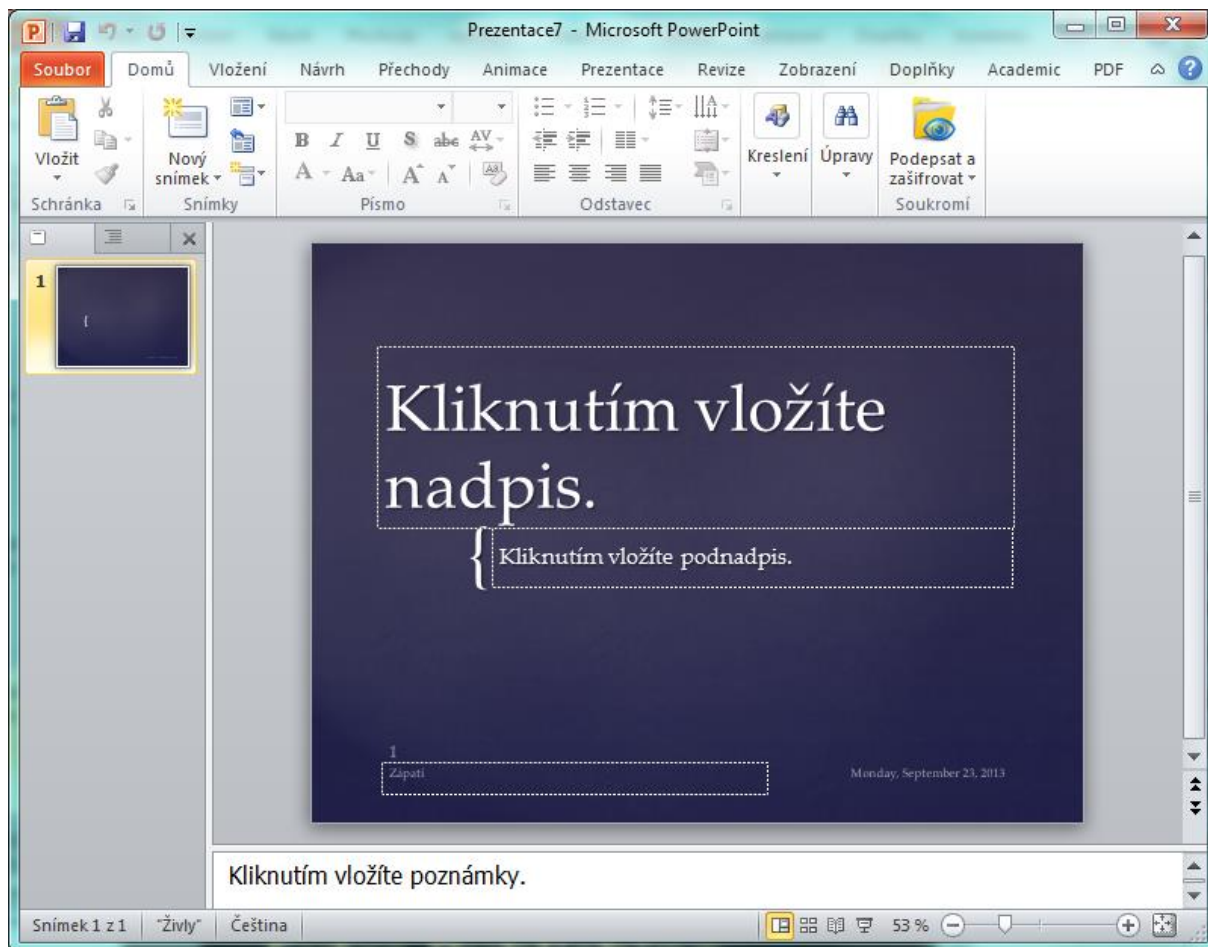 Prezentace7 - Microsoft PowerPoint
Soubor Domů Vložení Návrh Přechody Animace Prezentace Revize Zobrazení Doplňky Academic PDF
Vložit
Nový snímek
B I U S abc AV
A Aa A A Aa
Kreslení Úpravy Podepsat a zašifrovat
Schránka Snímky Písmo Odstavec Soukromí
1
Kliknutím vložíte
nadpis.
{ Kliknutím vložíte podnadpis.
1
Zápatí Monday, September 23, 2013
Kliknutím vložíte poznámky.
Snímek 1 z 1 "Živly" Čeština 53 %